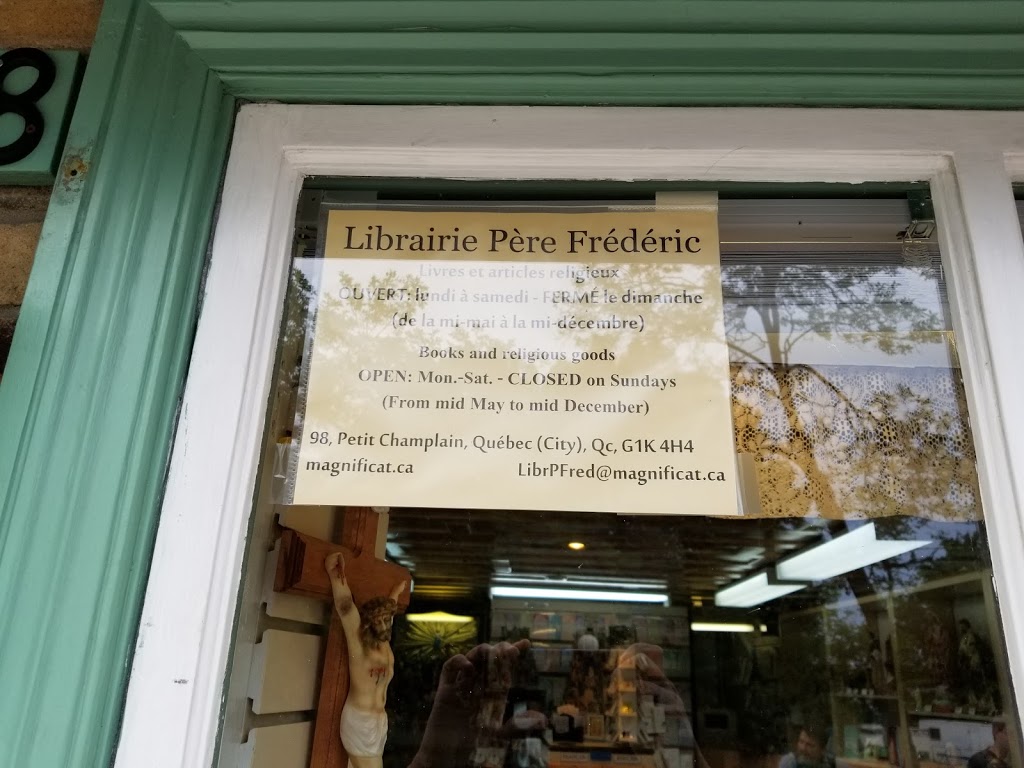 8
Librairie Père Frédéric
Livres et articles religieux
OUVERT: lundi à samedi - FERMÉ le dimanche
(de la mi-mai à la mi-décembre)
Books and religious goods
OPEN: Mon.-Sat. - CLOSED on Sundays
(From mid May to mid December)
98, Petit Champlain, Québec (City), Qc, G1K 4H4
magnificat.ca LibrPFred@magnificat.ca